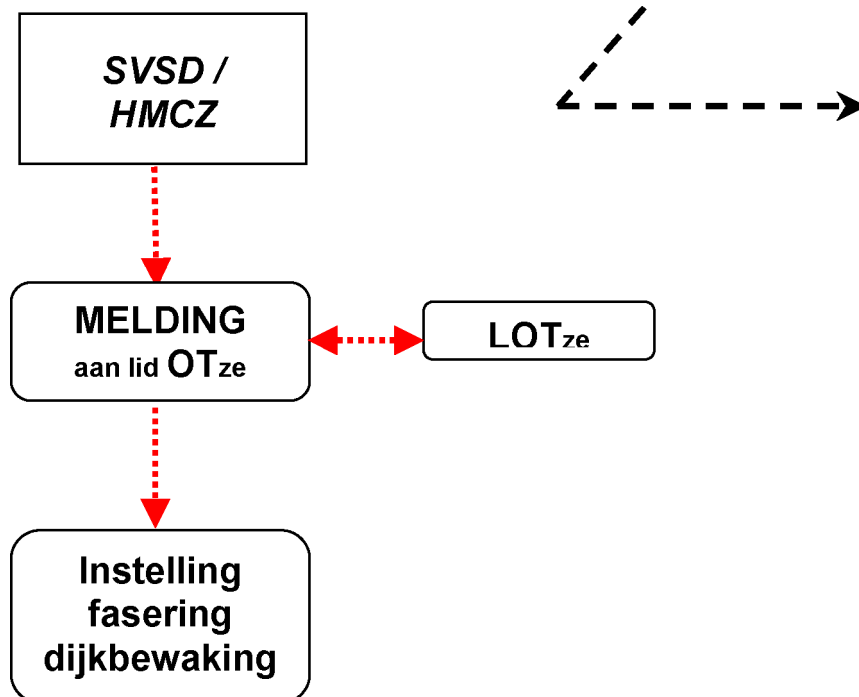 SVSD /
HMCZ
MELDING
aan lid OTze
LOTze
Instelling
fasering
dijkbewaking